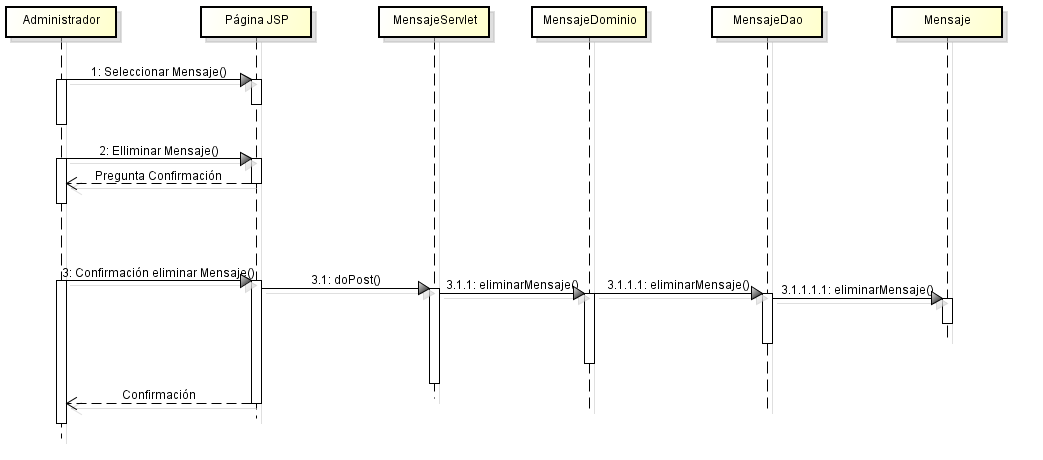 Administrador
Página JSP
MensajeServlet
MensajeDominio
MensajeDao
Mensaje
1: Seleccionar Mensaje()
2: Elliminar Mensaje()
Pregunta Confirmación
3: Confirmación eliminar Mensaje()
3.1: doPost()
3.1.1: eliminarMensaje()
3.1.1.1: eliminarMensaje()
3.1.1.1.1: eliminarMensaje()
Confirmación